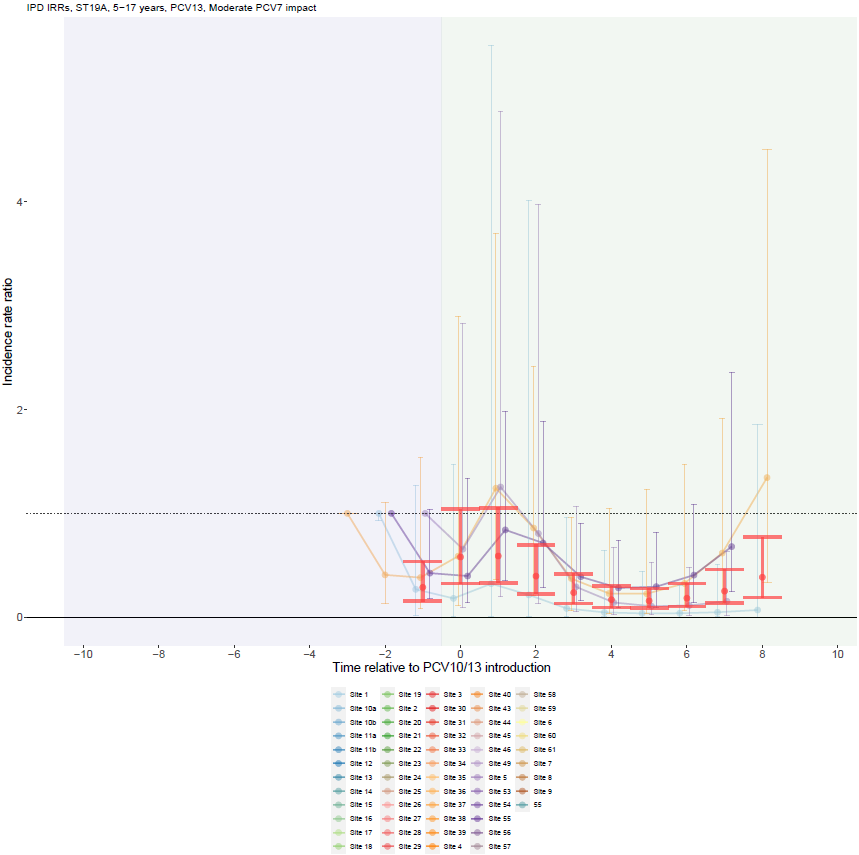 IPD IRRs, ST19A, 5−17 years, PCV13, Moderate PCV7 impact
Incidence rate ratio
4
2
0
−10 −8 −6 −4 −2 0 2 4 6 8 10
Time relative to PCV10/13 introduction
Site 1 Site 19 Site 3 Site 40 Site 58
Site 10a Site 2 Site 30 Site 43 Site 59
Site 10b Site 20 Site 31 Site 44 Site 6
Site 11a Site 21 Site 32 Site 45 Site 60
Site 11b Site 22 Site 33 Site 46 Site 61
Site 12 Site 23 Site 34 Site 49 Site 7
Site 13 Site 24 Site 35 Site 5 Site 8
Site 14 Site 25 Site 36 Site 53 Site 9
Site 15 Site 26 Site 37 Site 54 55
Site 16 Site 27 Site 38 Site 55
Site 17 Site 28 Site 39 Site 56
Site 18 Site 29 Site 4 Site 57